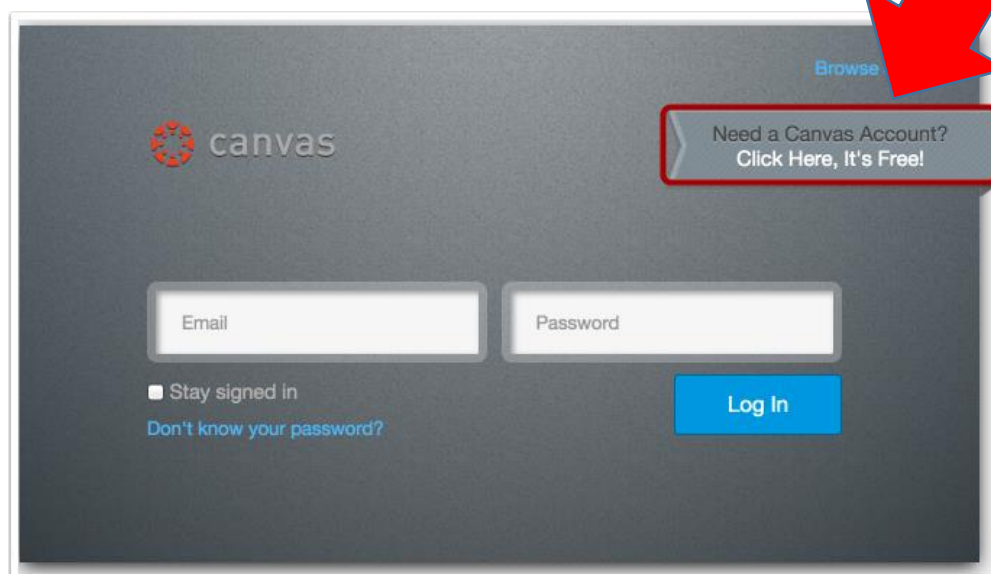 Browse
canvas
Need a Canvas Account?
Click Here, It's Free!
Email
Password
Stay signed in
Log In
Don't know your password?